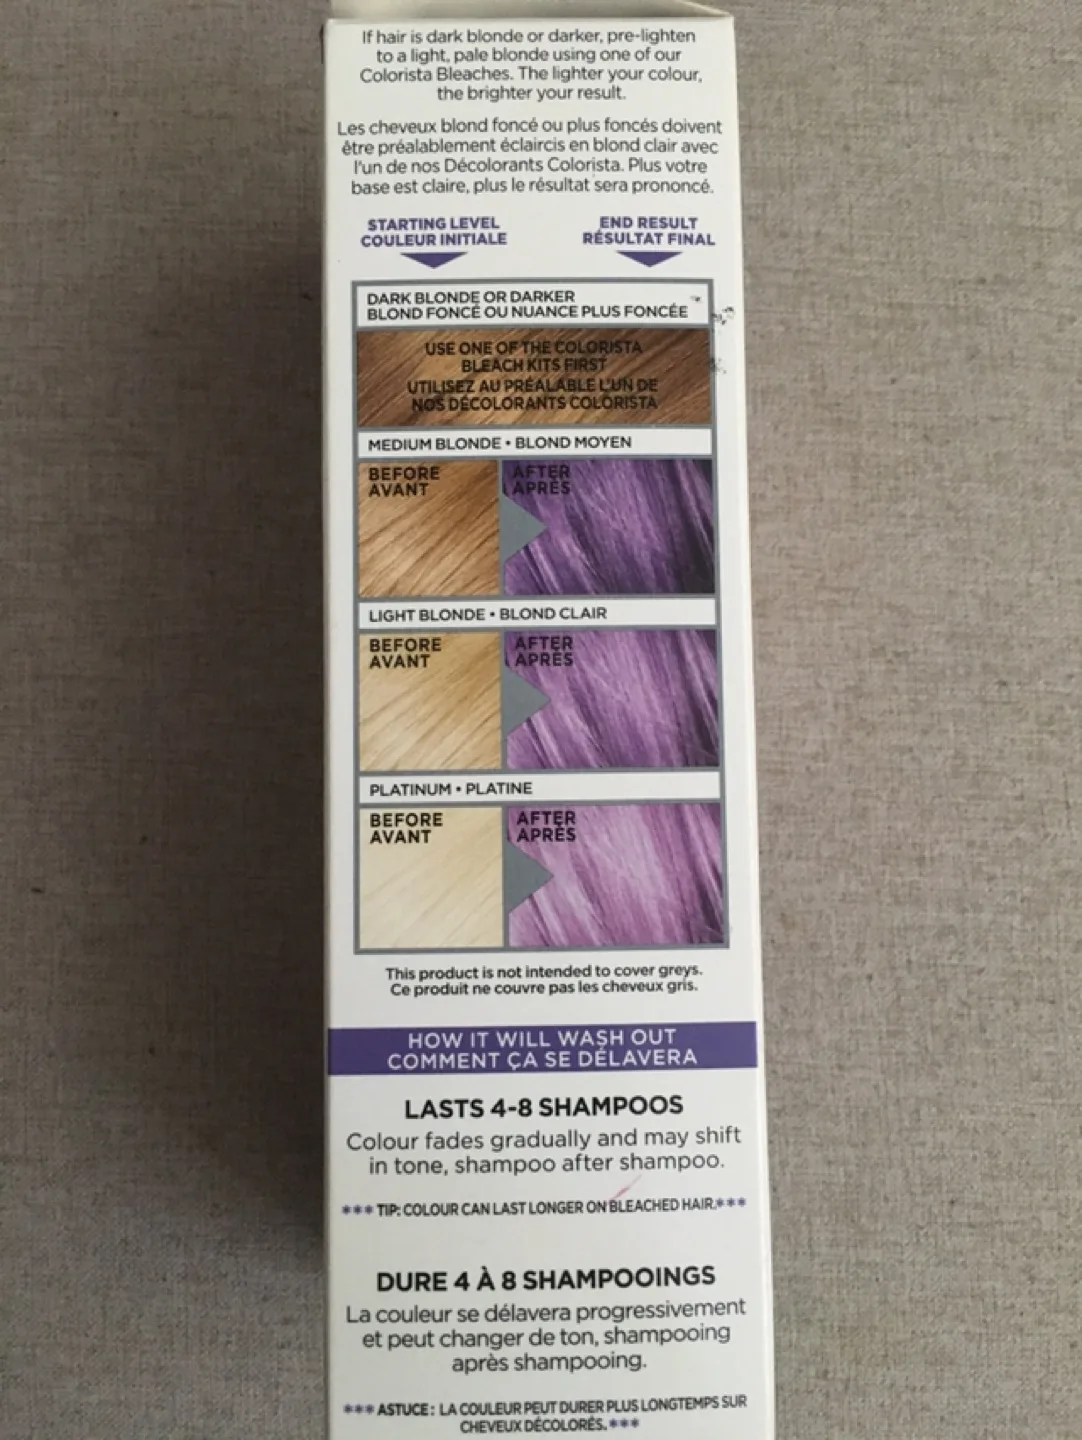 If hair is dark blonde or darker, pre-lighten
to a light, pale blonde using one of our
Colorista Bleaches. The lighter your colour,
the brighter your result.
Les cheveux blond foncé ou plus foncés doivent
être préalablement éclaircis en blond clair avec
l'un de nos Décolorants Colorista. Plus votre
base est claire, plus le résultat sera prononcé.
STARTING LEVEL
COULEUR INITIALE
END RESULT
RÉSULTAT FINAL
DARK BLONDE OR DARKER
BLOND FONCÉ OU NUANCE PLUS FONCÉE
USE ONE OF THE COLORISTA
BLEACH KITS FIRST
UTILISEZ AU PRÉALABLE L'UN DE
NOS DÉCOLORANTS COLORISTA
MEDIUM BLONDE • BLOND MOYEN
BEFORE
AVANT
AFTER
APRÈS
LIGHT BLONDE • BLOND CLAIR
BEFORE
AVANT
AFTER
APRÈS
PLATINUM • PLATINE
BEFORE
AVANT
AFTER
APRÈS
This product is not intended to cover greys.
Ce produit ne couvre pas les cheveux gris.
HOW IT WILL WASH OUT
COMMENT ÇA SE DÉLAVERA
LASTS 4-8 SHAMPOOS
Colour fades gradually and may shift
in tone, shampoo after shampoo.
*** TIP: COLOUR CAN LAST LONGER ON BLEACHED HAIR.***
DURE 4 À 8 SHAMPOOINGS
La couleur se délavera progressivement
et peut changer de ton, shampooing
après shampooing.
*** ASTUCE : LA COULEUR PEUT DURER PLUS LONGTEMPS SUR
CHEVEUX DÉCOLORÉS.***